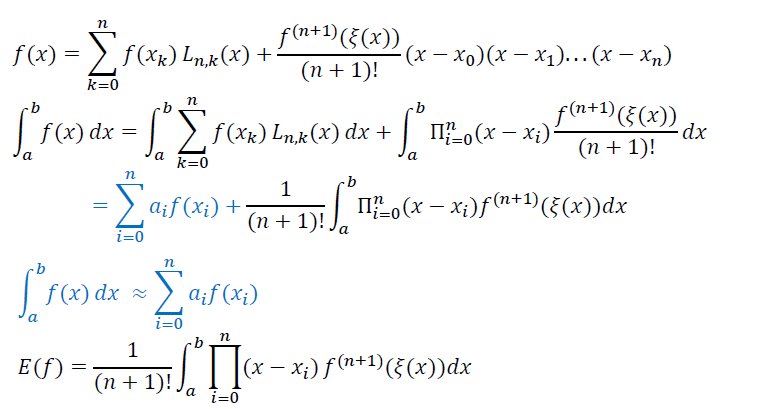 f(x) = ∑_{k=0}^{n} f(x_k) L_{n,k}(x) + \frac{f^{(n+1)}(ξ(x))}{(n+1)!} (x − x_0)(x − x_1)…(x − x_n)
∫_a^b f(x) dx = ∫_a^b ∑_{k=0}^{n} f(x_k) L_{n,k}(x) dx + ∫_a^b Π_{i=0}^{n}(x − x_i) \frac{f^{(n+1)}(ξ(x))}{(n+1)!} dx
= ∑_{i=0}^{n} a_i f(x_i) + \frac{1}{(n+1)!} ∫_a^b Π_{i=0}^{n}(x − x_i) f^{(n+1)}(ξ(x))dx
∫_a^b f(x) dx ≈ ∑_{i=0}^{n} a_i f(x_i)
E(f) = \frac{1}{(n+1)!} ∫_a^b ∏_{i=0}^{n} (x − x_i) f^{(n+1)}(ξ(x))dx